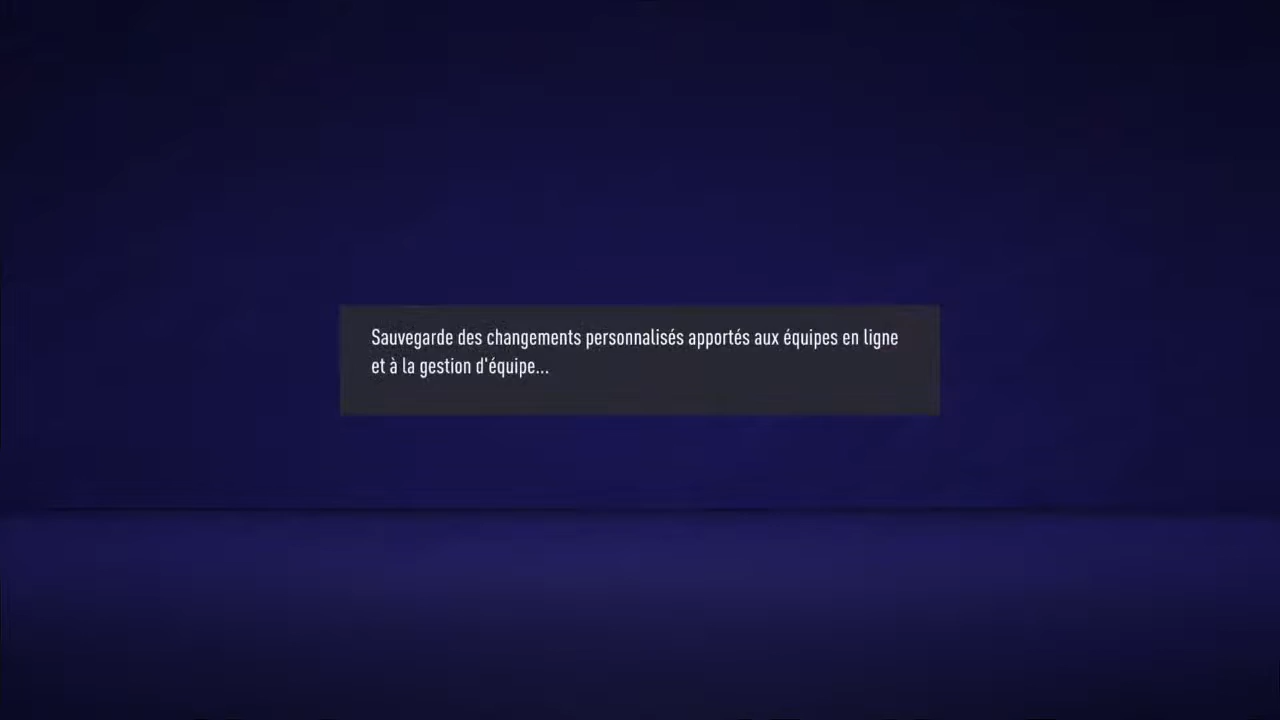 Sauvegarde des changements personnalisés apportés aux équipes en ligne
et à la gestion d'équipe...